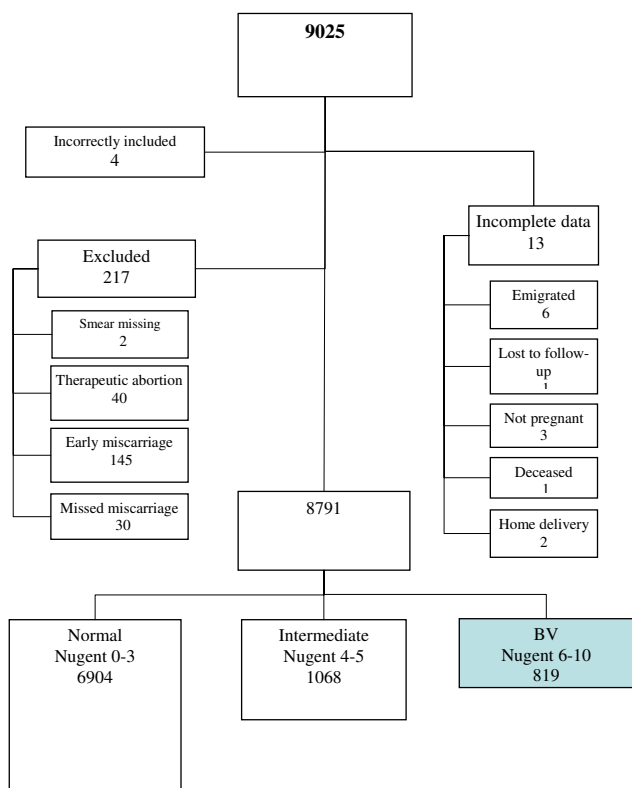 9025
Incorrectly included
4
Incomplete data
13
Excluded
217
Emigrated
6
Smear missing
2
Lost to follow-
up
1
Therapeutic abortion
40
Not pregnant
3
Early miscarriage
145
Deceased
1
Missed miscarriage
30
Home delivery
2
8791
Normal
Nugent 0-3
6904
Intermediate
Nugent 4-5
1068
BV
Nugent 6-10
819